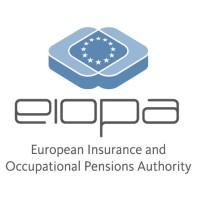 eiopa
European Insurance and
Occupational Pensions Authority